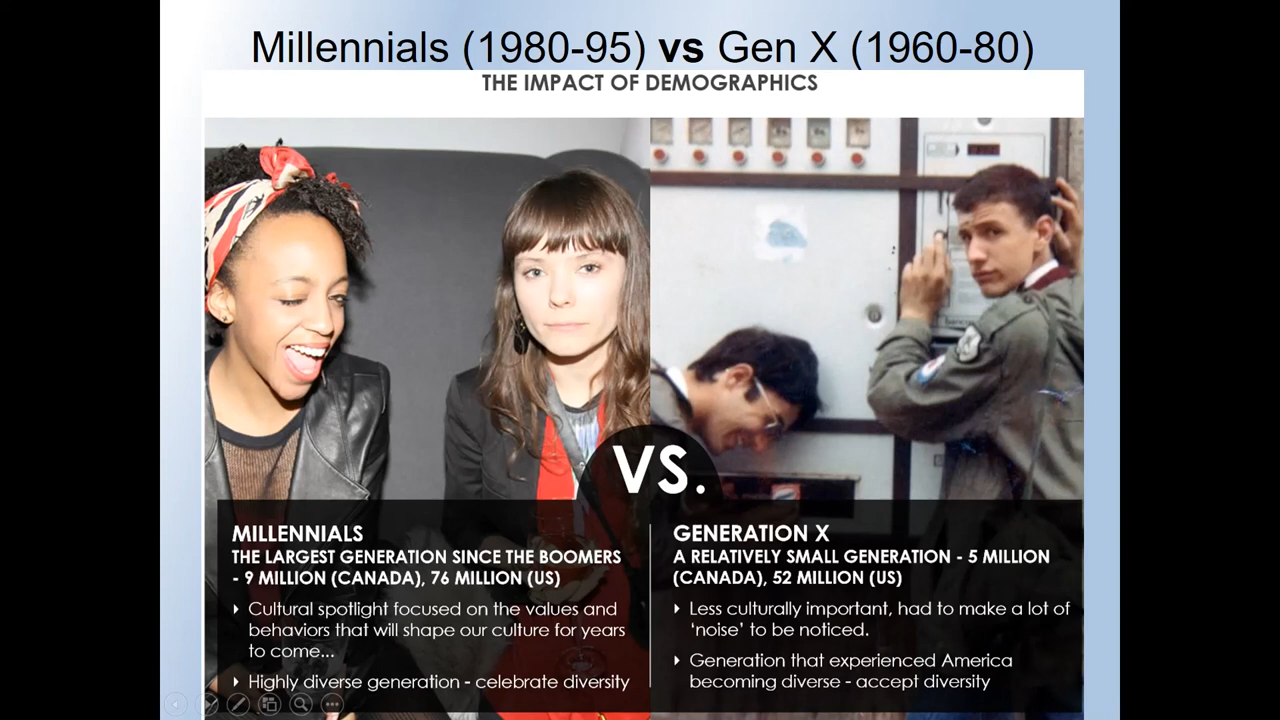 Millennials (1980-95) vs Gen X (1960-80)
THE IMPACT OF DEMOGRAPHICS
VS.
MILLENNIALS
THE LARGEST GENERATION SINCE THE BOOMERS
- 9 MILLION (CANADA), 76 MILLION (US)
Cultural spotlight focused on the values and
behaviors that will shape our culture for years
to come...
Highly diverse generation - celebrate diversity
GENERATION X
A RELATIVELY SMALL GENERATION - 5 MILLION
(CANADA), 52 MILLION (US)
Less culturally important, had to make a lot of
‘noise’ to be noticed.
Generation that experienced America
becoming diverse - accept diversity